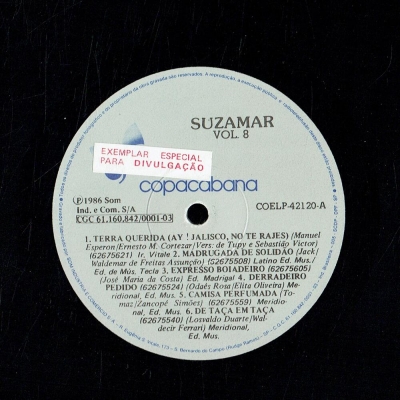 SUZAMAR
VOL. 8
EXEMPLAR ESPECIAL
PARA DIVULGAÇÃO
copacabana
Ⓟ1986 Som
Ind. e Com. S/A
CGC 61.160.842/0001-03
COELP-42120-A
1. TERRA QUERIDA (AY ! JALISCO, NO TE RAJES) (Manuel
Esperon/Ernesto M. Cortezar/Vers: de Tupy e Sebastião Victor)
(62675621) Ir. Vitale 2. MADRUGADA DE SOLIDÃO (Jack/
Waldemar de Freitas Assunção) (62675508) Latino Ed. Mus./
Ed. de Mús. Tecla 3. EXPRESSO BOIADEIRO (62675605)
(José Maria da Costa) Ed. Madrigal 4. DERRADEIRO
PEDIDO (62675524) (Odaés Rosa/Elita Oliveira) Me-
ridional, Ed. Mus. 5. CAMISA PERFUMADA (To-
maz/Zancopé Simões) (62675559) Meridio-
nal, Ed. Mus. 6. DE TAÇA EM TAÇA
(62675540) (Losvaldo Duarte/Wal-
decir Ferrari) Meridional,
Ed. Mus.